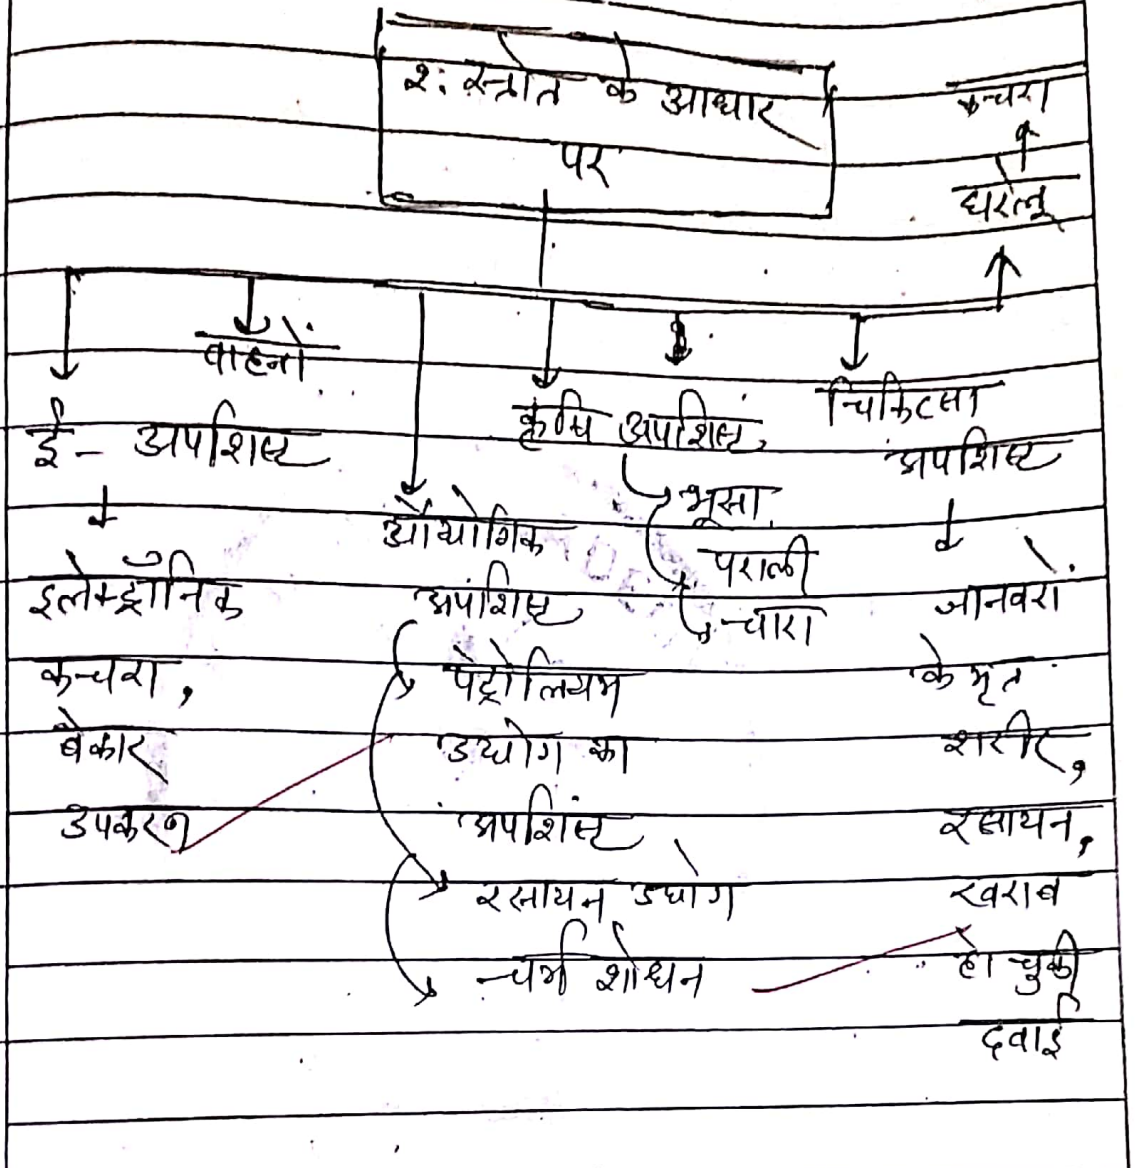 २: स्त्रोत के आधार
पर
कचरा
घरेलू
वाहनों
ई- अपशिष्ट
इलेक्ट्रॉनिक
कचरा,
बेकार
उपकरण
औद्योगिक
अपशिष्ट
पेट्रोलियम
उद्योग का
अपशिष्ट
रसायन उद्योग
चर्म शोधन
कृषि अपशिष्ट
भूसा
पराली
चारा
चिकित्सा
अपशिष्ट
जानवरों
के मृत
शरीर,
रसायन,
खराब
हो चुकी
दवाई